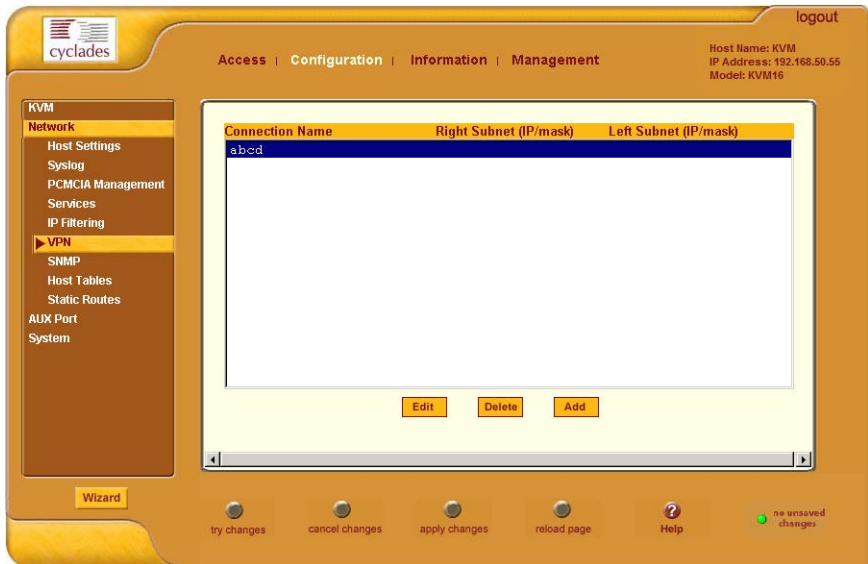 logout
cyclades
Access | Configuration | Information | Management
Host Name: KVM
IP Address: 192.168.50.55
Model: KVM16
KVM
Network
Host Settings
Syslog
PCMCIA Management
Services
IP Filtering
VPN
SNMP
Host Tables
Static Routes
AUX Port
System
Connection Name Right Subnet (IP/mask) Left Subnet (IP/mask)
abcd
Edit Delete Add
Wizard
try changes cancel changes apply changes reload page ? Help no unsaved changes